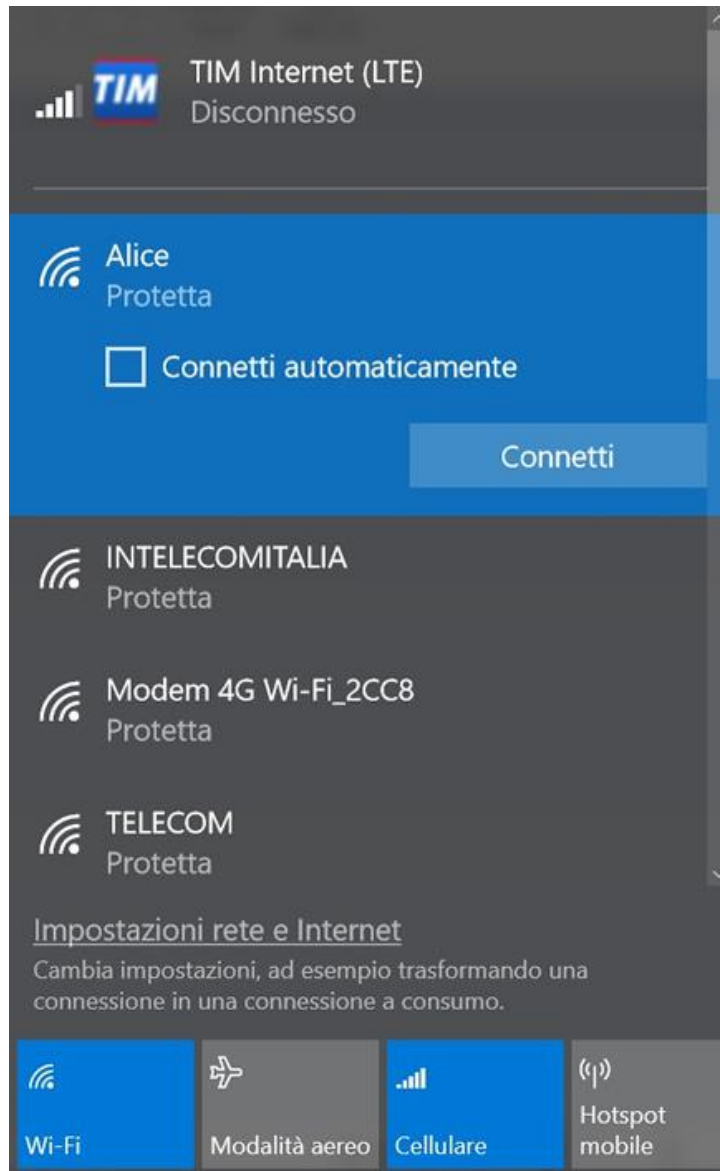 TIM
TIM Internet (LTE)
Disconnesso
Alice
Protetta
Connetti automaticamente
Connetti
INTELECOMITALIA
Protetta
Modem 4G Wi-Fi_2CC8
Protetta
TELECOM
Protetta
Impostazioni rete e Internet
Cambia impostazioni, ad esempio trasformando una
connessione in una connessione a consumo.
Wi-Fi
Modalità aereo
Cellulare
Hotspot
mobile